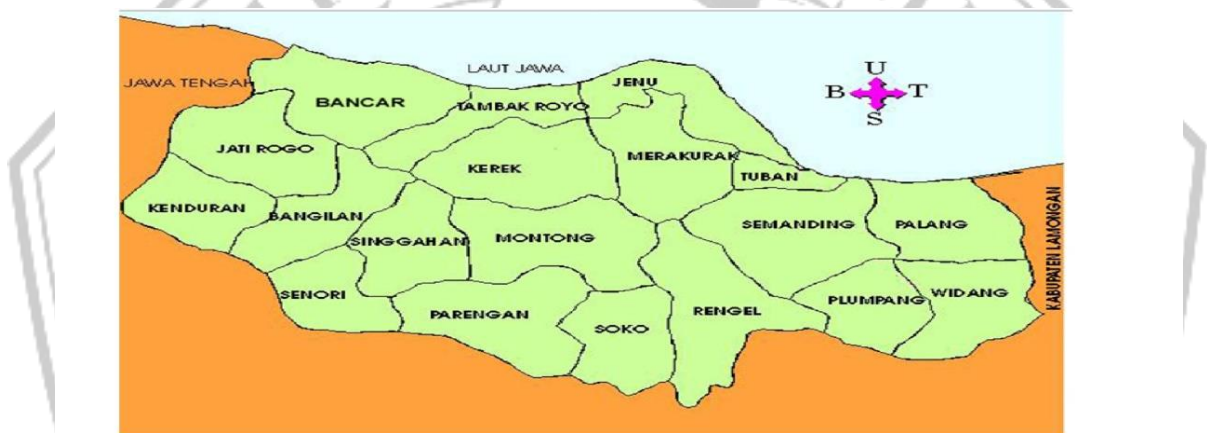 LAUT JAWA
U
JAWA TENGAH
JENU
B
T
BANCAR
TAMBAK ROYO
S
JATI ROGO
MERAKURAK
KEREK
TUBAN
KENDURAN
BANGILAN
SEMANDING
PALANG
SINGGAHAN
MONTONG
KABUPATEN LAMONGAN
SENORI
PLUMPANG
WIDANG
PARENGAN
RENGEL
SOKO